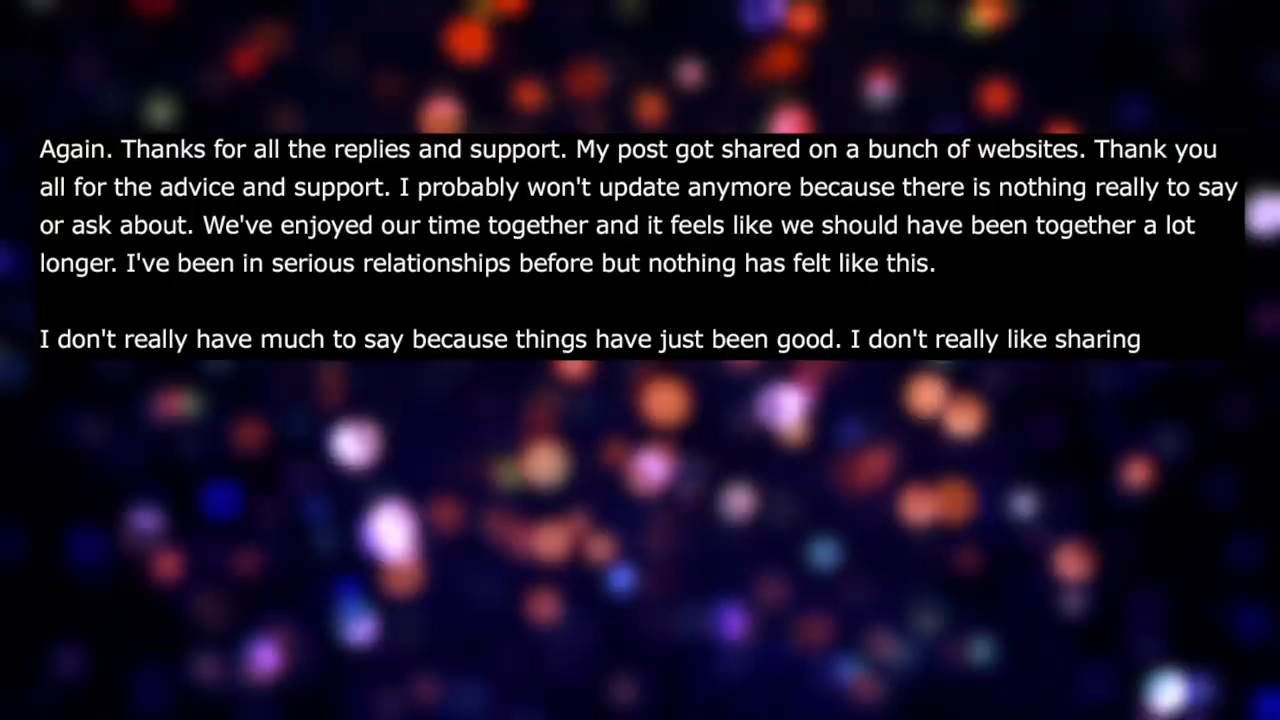 Again. Thanks for all the replies and support. My post got shared on a bunch of websites. Thank you
all for the advice and support. I probably won't update anymore because there is nothing really to say
or ask about. We've enjoyed our time together and it feels like we should have been together a lot
longer. I've been in serious relationships before but nothing has felt like this.
I don't really have much to say because things have just been good. I don't really like sharing